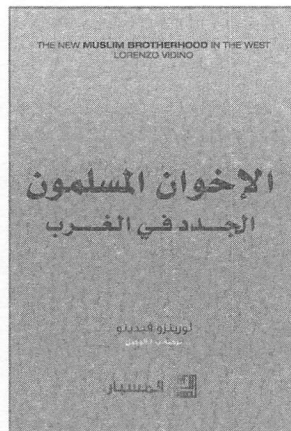 THE NEW MUSLIM BROTHERHOOD IN THE WEST
LORENZO VIDINO
الإخوان المسلمون
الجدد في الغرب
لورينزو فيدينو
المسبار